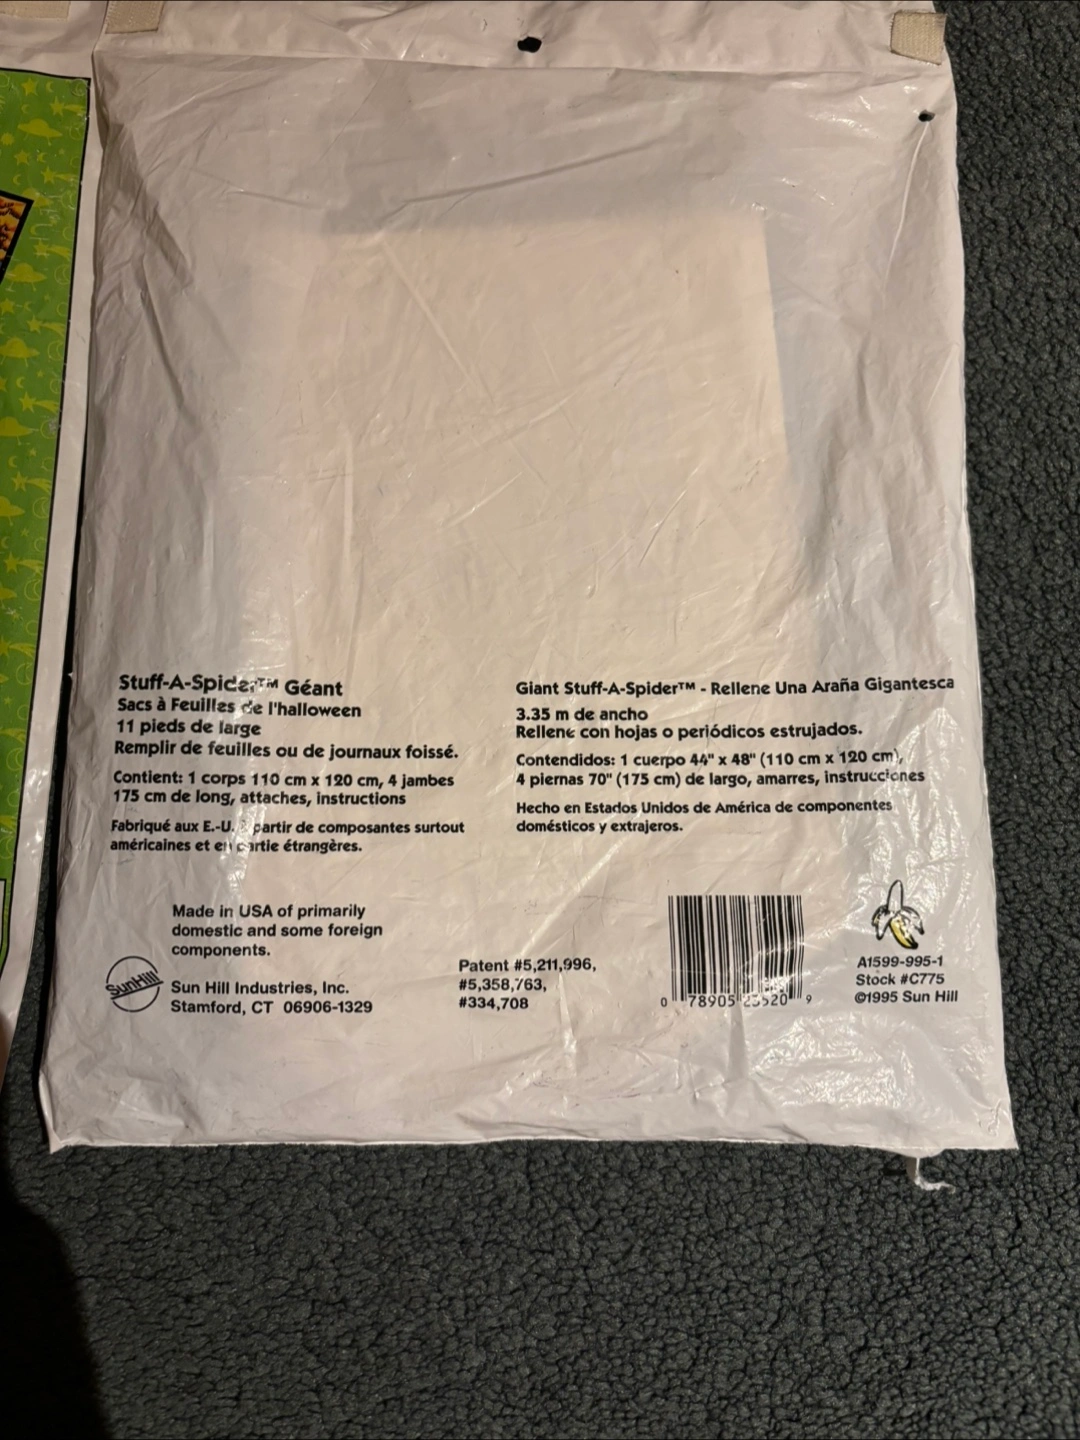 Stuff-A-Spider™ Géant
Sacs à Feuilles de l'halloween
11 pieds de large
Remplir de feuilles ou de journaux foissé.
Contient: 1 corps 110 cm x 120 cm, 4 jambes
175 cm de long, attaches, instructions
Fabriqué aux E.-U. à partir de composantes surtout
américaines et en partie étrangères.
Giant Stuff-A-Spider™ - Rellene Una Araña Gigantesca
3.35 m de ancho
Rellene con hojas o periódicos estrujados.
Contendidos: 1 cuerpo 44" x 48" (110 cm x 120 cm),
4 piernas 70" (175 cm) de largo, amarres, instrucciones
Hecho en Estados Unidos de América de componentes
domésticos y extrajeros.
Made in USA of primarily
domestic and some foreign
components.
SunHill
Sun Hill Industries, Inc.
Stamford, CT 06906-1329
Patent #5,211,996,
#5,358,763,
#334,708
0 78905 9
A1599-995-1
Stock #C775
©1995 Sun Hill